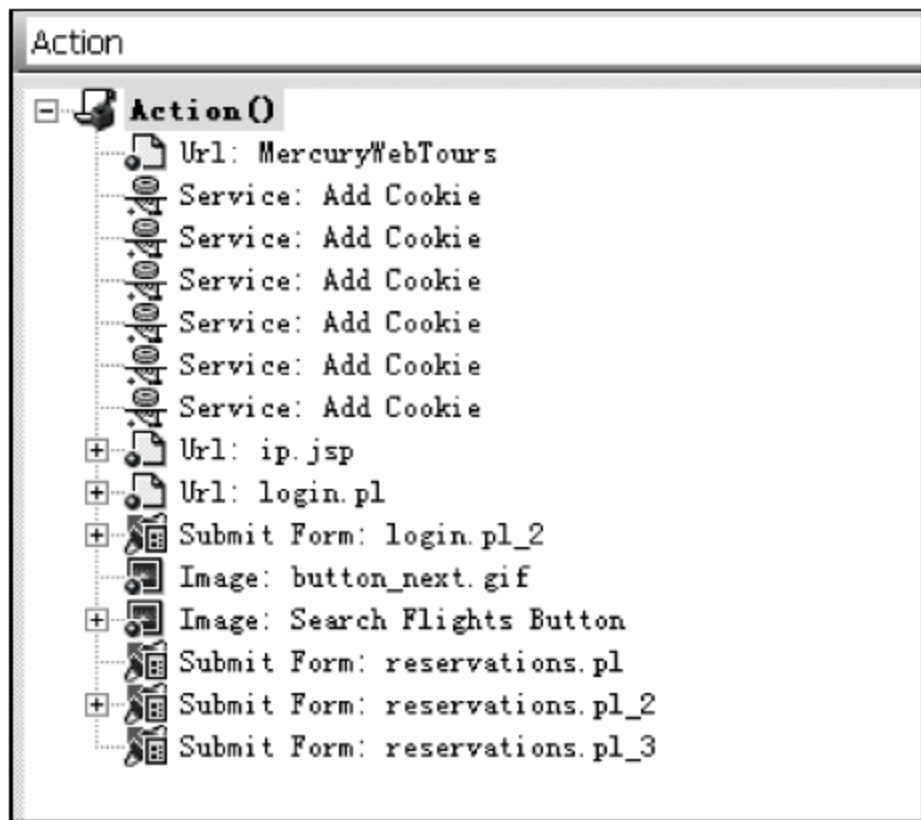 Action
Action()
Url: MercuryWebTours
Service: Add Cookie
Service: Add Cookie
Service: Add Cookie
Service: Add Cookie
Service: Add Cookie
Service: Add Cookie
Url: ip.jsp
Url: login.pl
Submit Form: login.pl_2
Image: button_next.gif
Image: Search Flights Button
Submit Form: reservations.pl
Submit Form: reservations.pl_2
Submit Form: reservations.pl_3